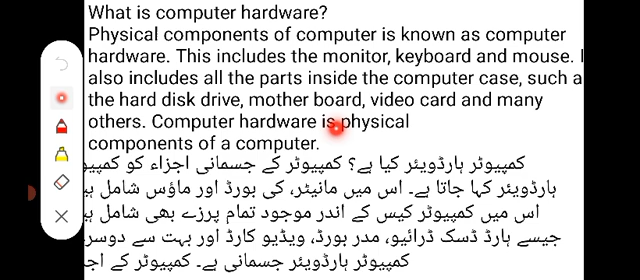 What is computer hardware?
Physical components of computer is known as computer
hardware. This includes the monitor, keyboard and mouse.
also includes all the parts inside the computer case, such a
the hard disk drive, mother board, video card and many
others. Computer hardware is physical
components of a computer.
کمپیوٹر ہارڈویئر کیا ہے؟ کمپیوٹر کے جسمانی اجزاء کو کمپیو
ہارڈویئر کہا جاتا ہے۔ اس میں مانیٹر، کی بورڈ اور ماؤس شامل ہی
اس میں کمپیوٹر کیس کے اندر موجود تمام پرزے بھی شامل ہی
جیسے ہارڈ ڈسک ڈرائیو، مدر بورڈ، ویڈیو کارڈ اور بہت سے دوسر
کمپیوٹر ہارڈویئر جسمانی ہے۔ کمپیوٹر کے اجز